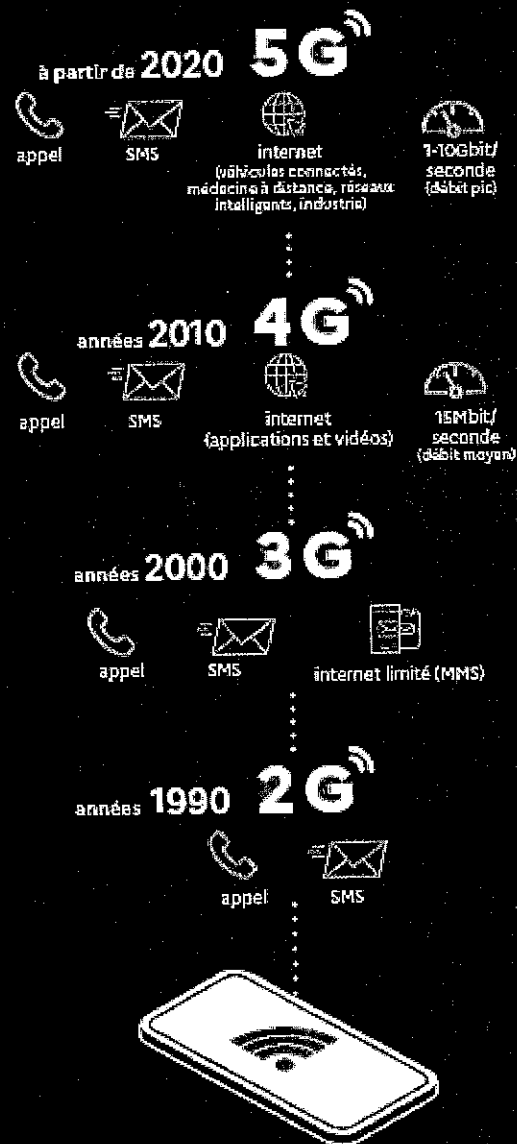 à partir de 2020 5G
appel
SMS
internet
(véhicules connectés,
médecine à distance, réseaux
intelligents, industrie)
1-10Gbit/
seconde
(débit pic)
années 2010 4G
appel
SMS
internet
(applications et vidéos)
15Mbit/
seconde
(débit moyen)
années 2000 3G
appel
SMS
internet limité (MMS)
années 1990 2G
appel
SMS